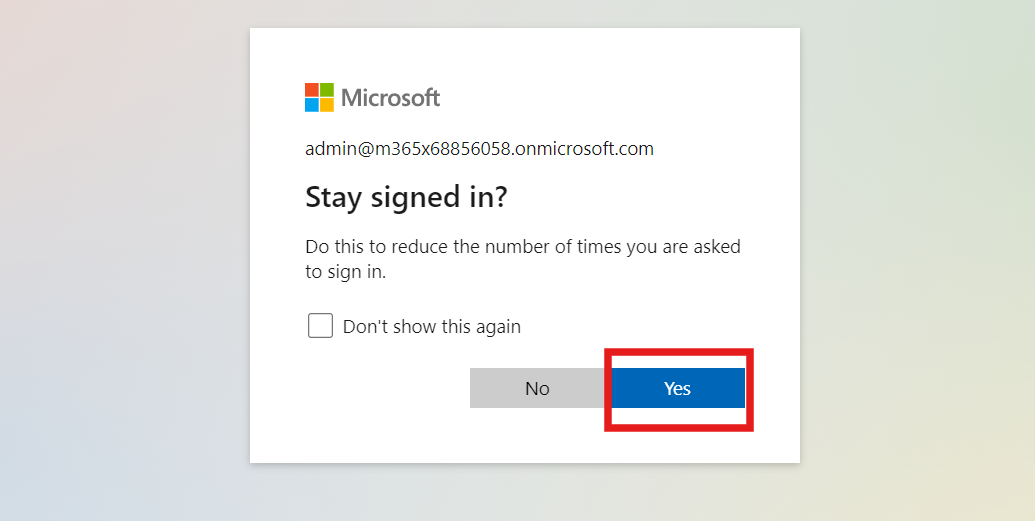 Microsoft
admin@m365x68856058.onmicrosoft.com
Stay signed in?
Do this to reduce the number of times you are asked
to sign in.
Don't show this again
No
Yes